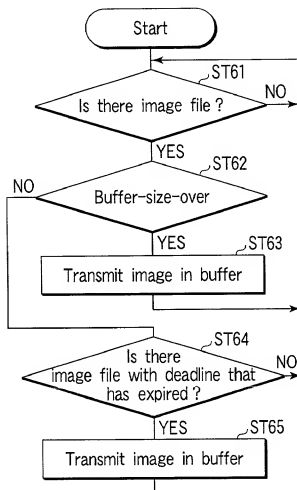 Start
ST61
Is there image file ?
NO
YES
ST62
NO
Buffer-size-over
YES
ST63
Transmit image in buffer
ST64
Is there
image file with deadline that
has expired ?
NO
YES
ST65
Transmit image in buffer